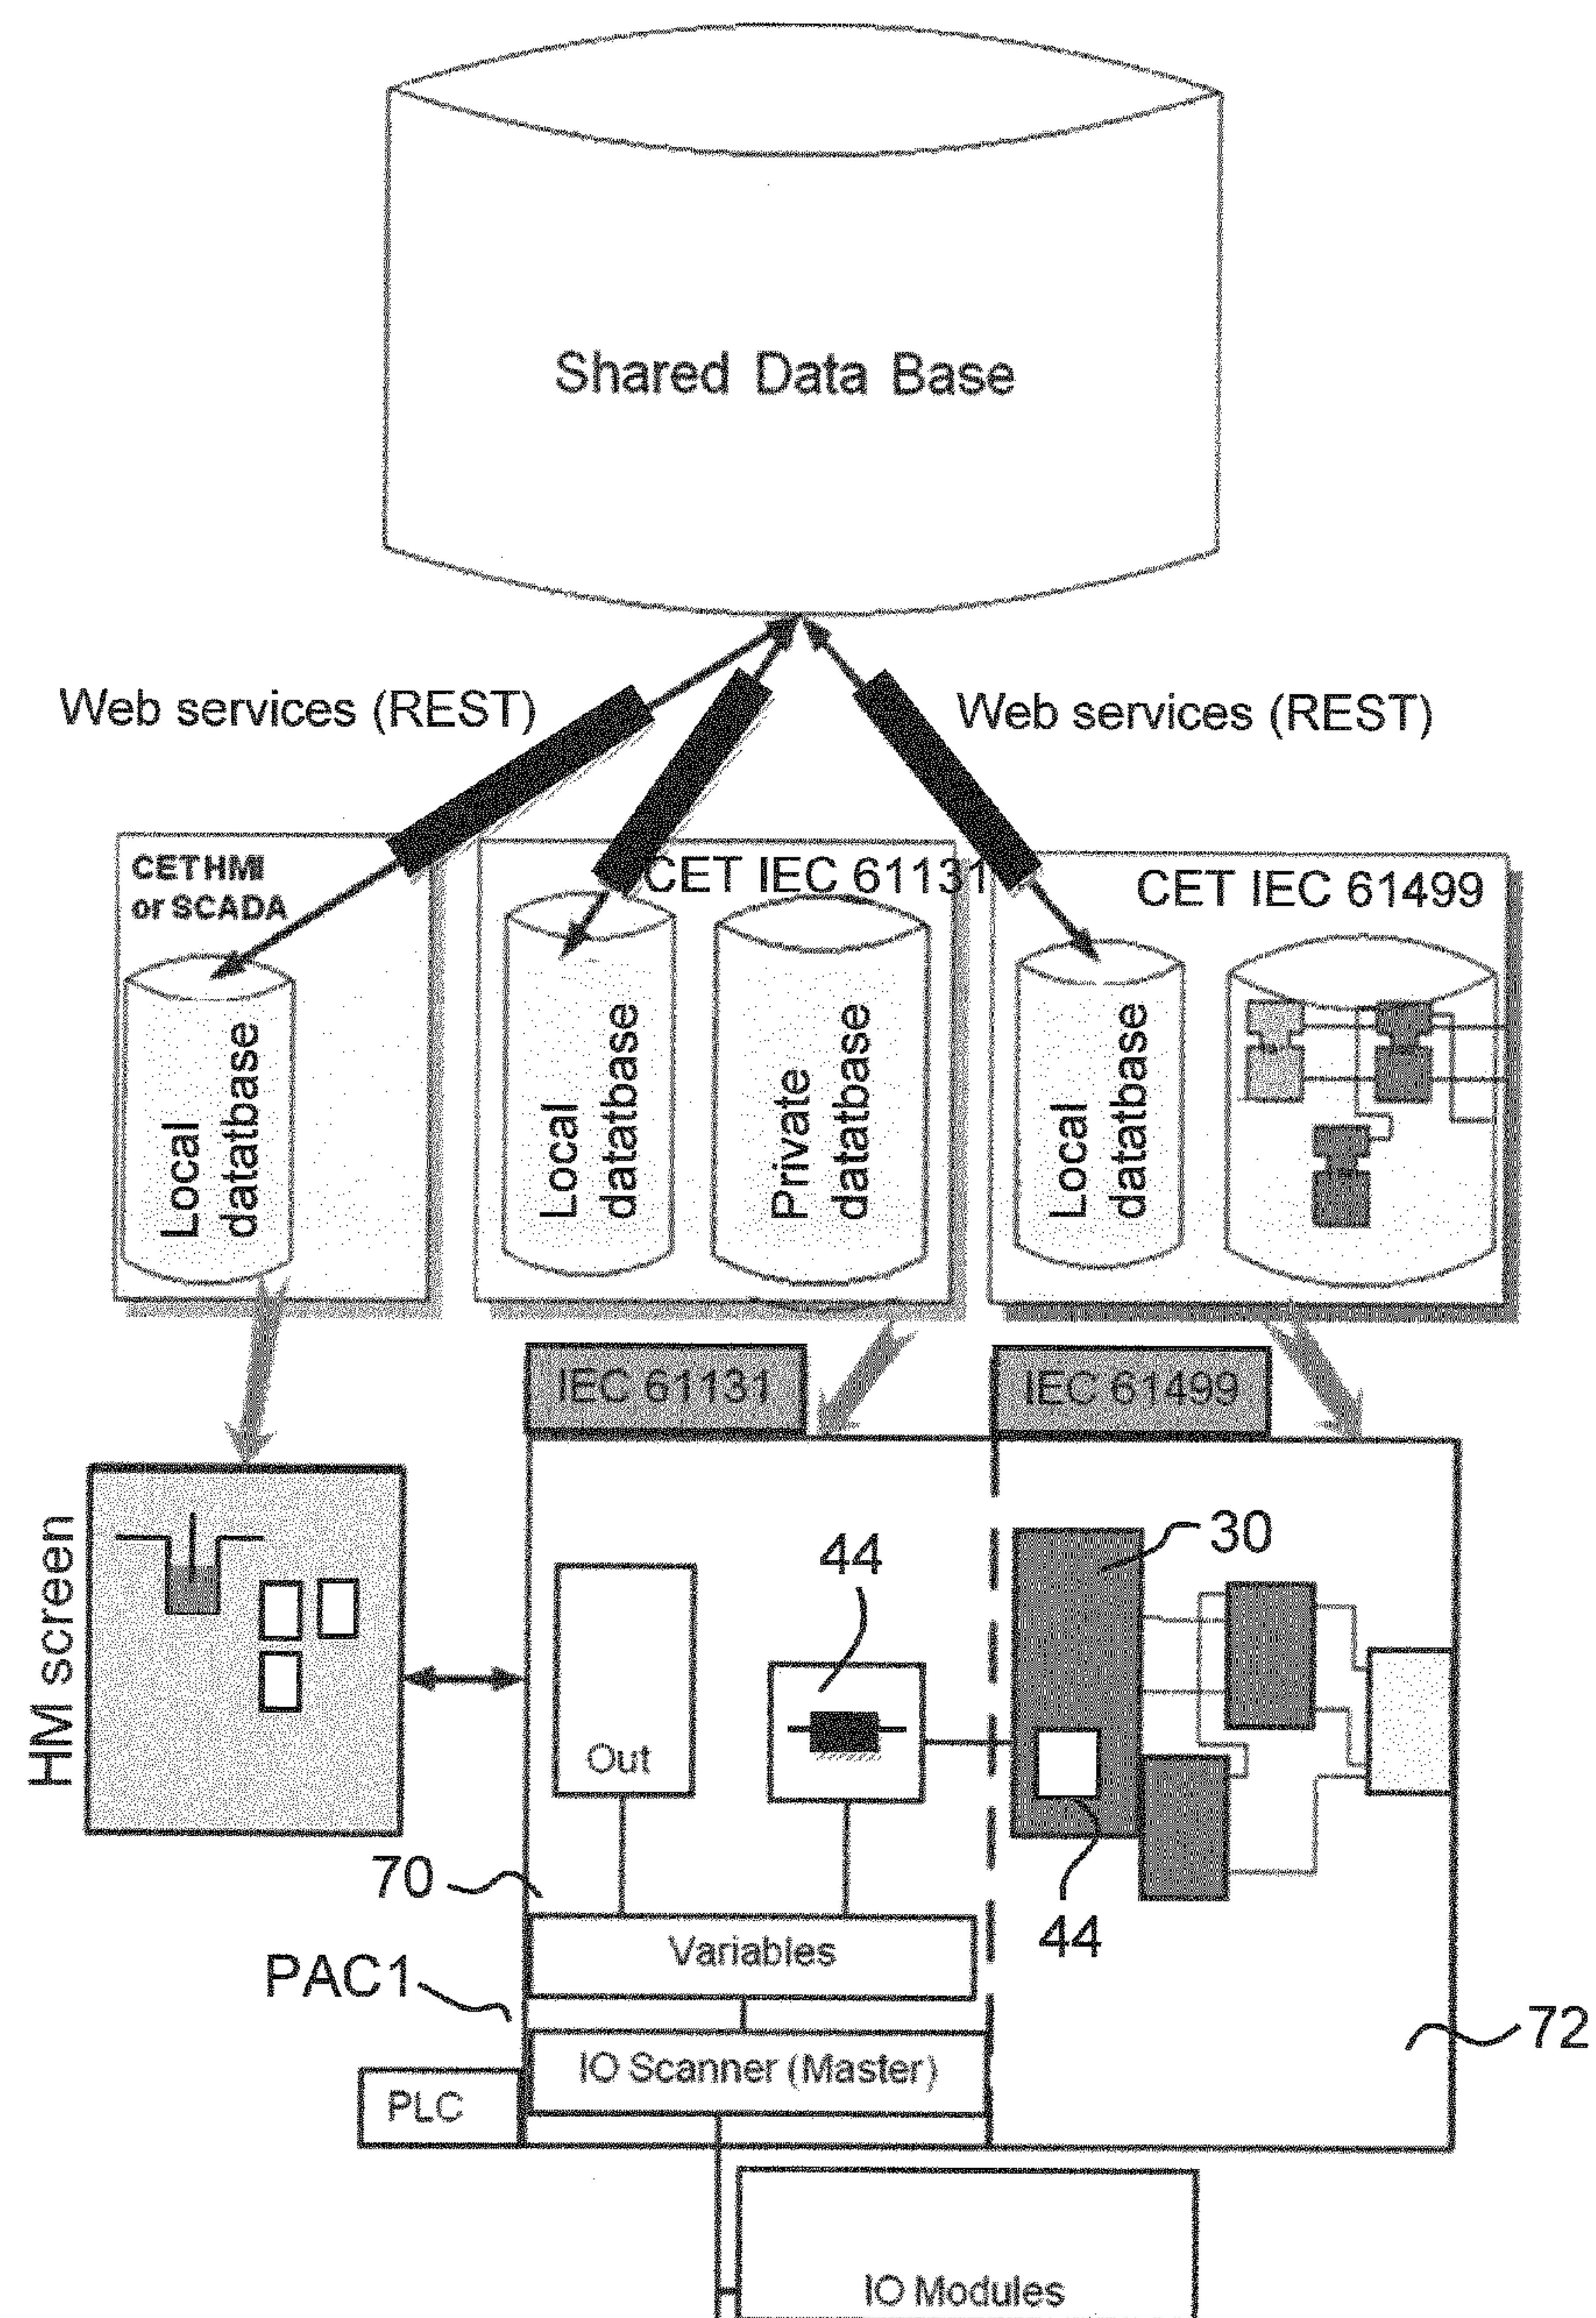 Shared Data Base
Web services (REST)
Web services (REST)
CET HMI
or SCADA
CET IEC 61131
CET IEC 61499
Local
datatbase
Local
datatbase
Private
datatbase
Local
datatbase
IEC 61131
IEC 61499
HM screen
44
30
Out
70
44
Variables
PAC1
72
IO Scanner (Master)
PLC
IO Modules